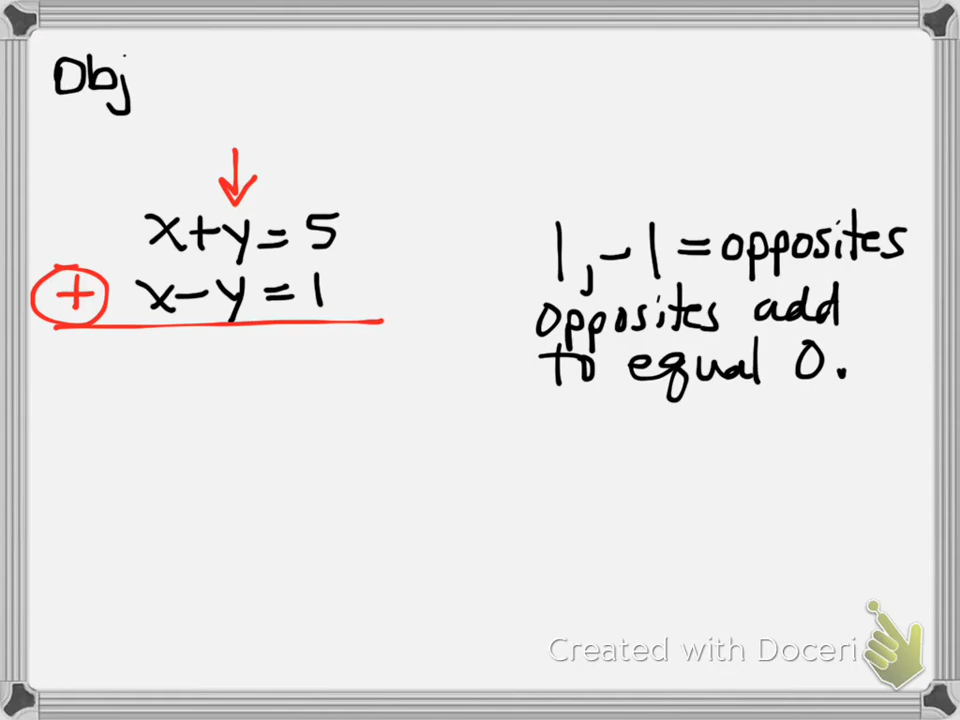 Obj
x+y=5
+ x-y=1
1,-1=opposites
opposites add
to equal 0.
Created with Doceri